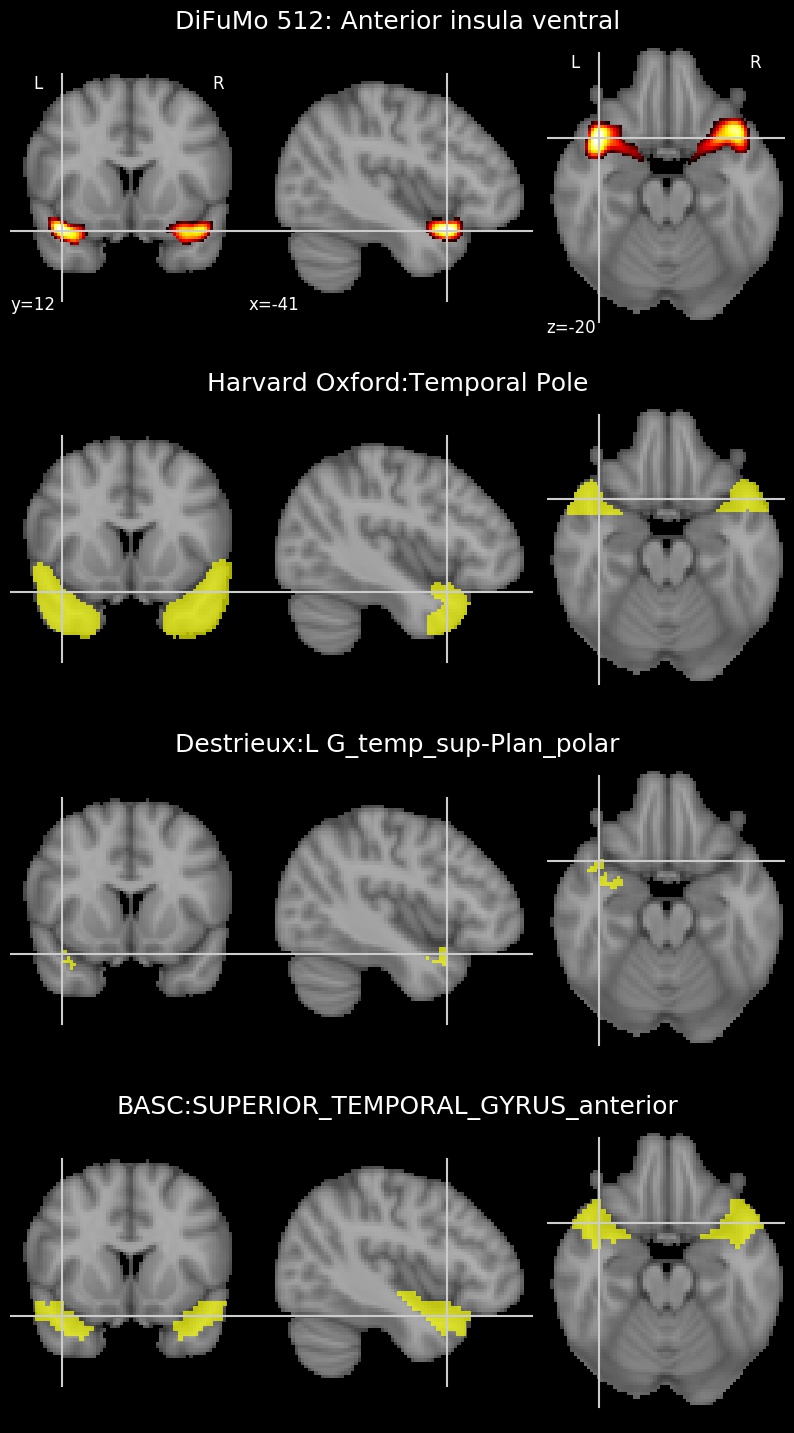 DiFuMo 512: Anterior insula ventral
L R L R
y=12 x=-41 z=-20
Harvard Oxford:Temporal Pole
Destrieux:L G_temp_sup-Plan_polar
BASC:SUPERIOR_TEMPORAL_GYRUS_anterior